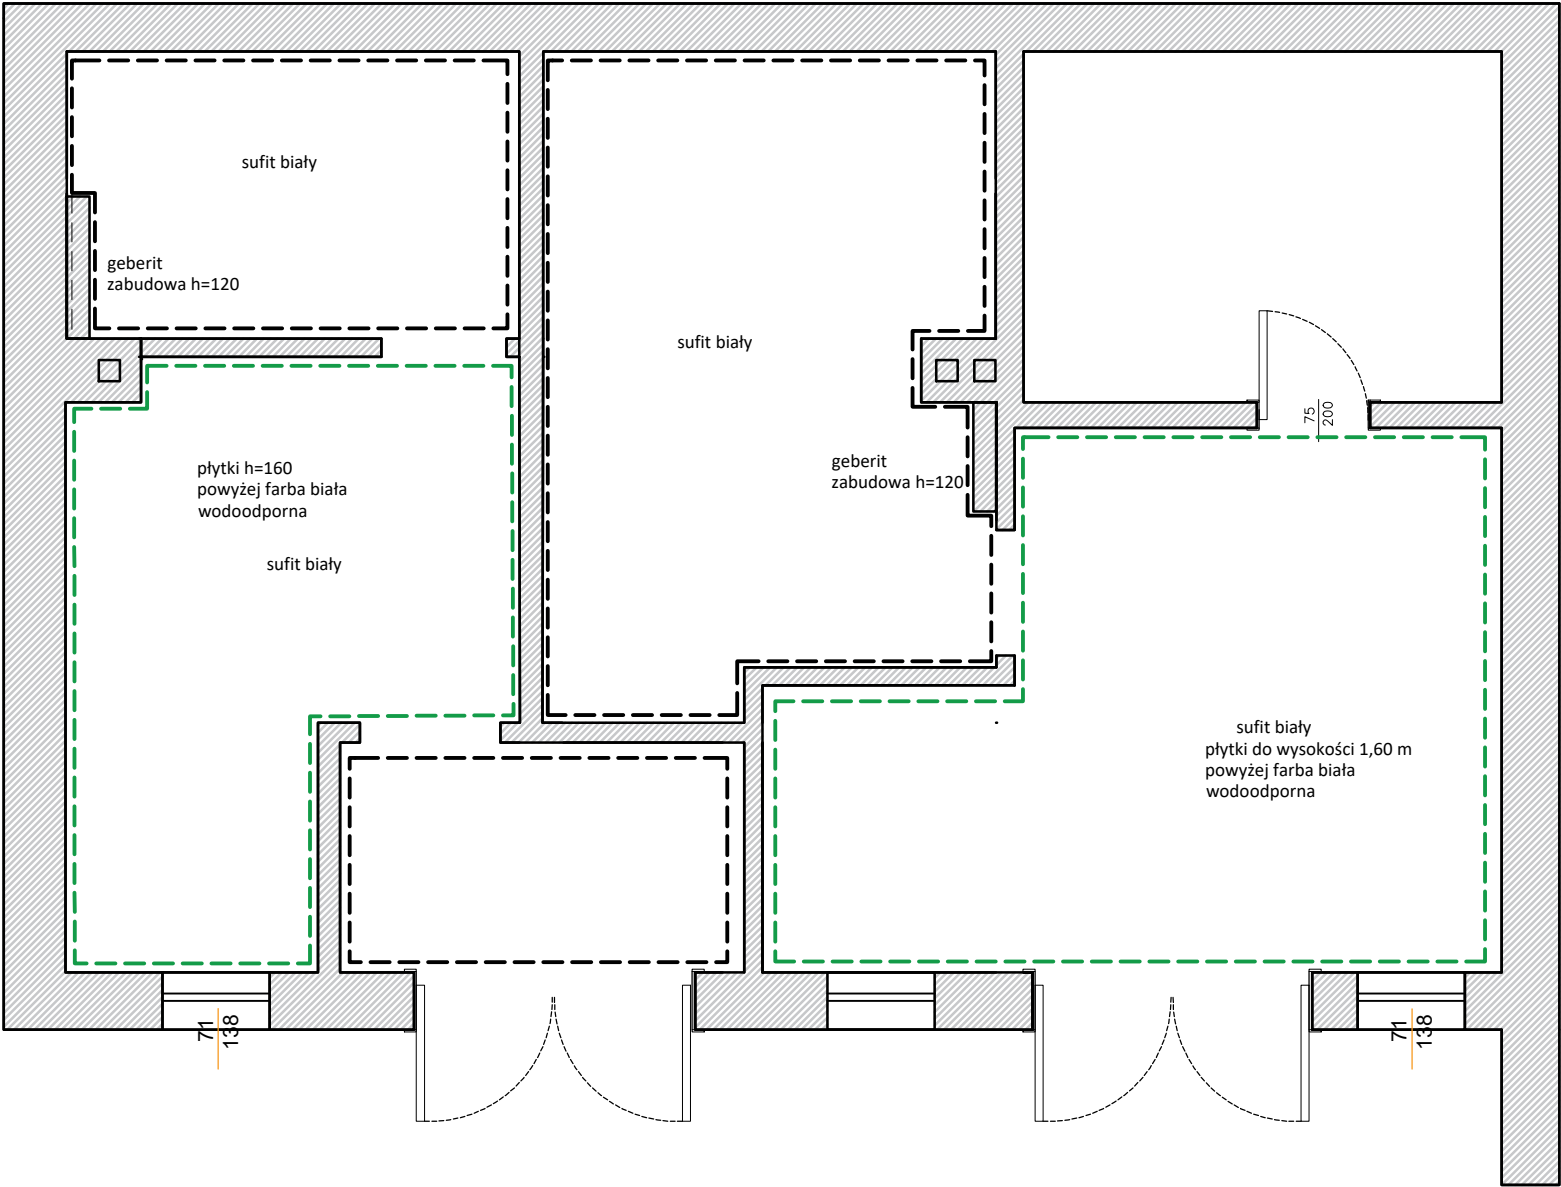 sufit biały
geberit
zabudowa h=120
sufit biały
75
200
geberit
zabudowa h=120
płytki h=160
powyżej farba biała
wodoodporna
sufit biały
sufit biały
płytki do wysokości 1,60 m
powyżej farba biała
wodoodporna
71
138
71
138